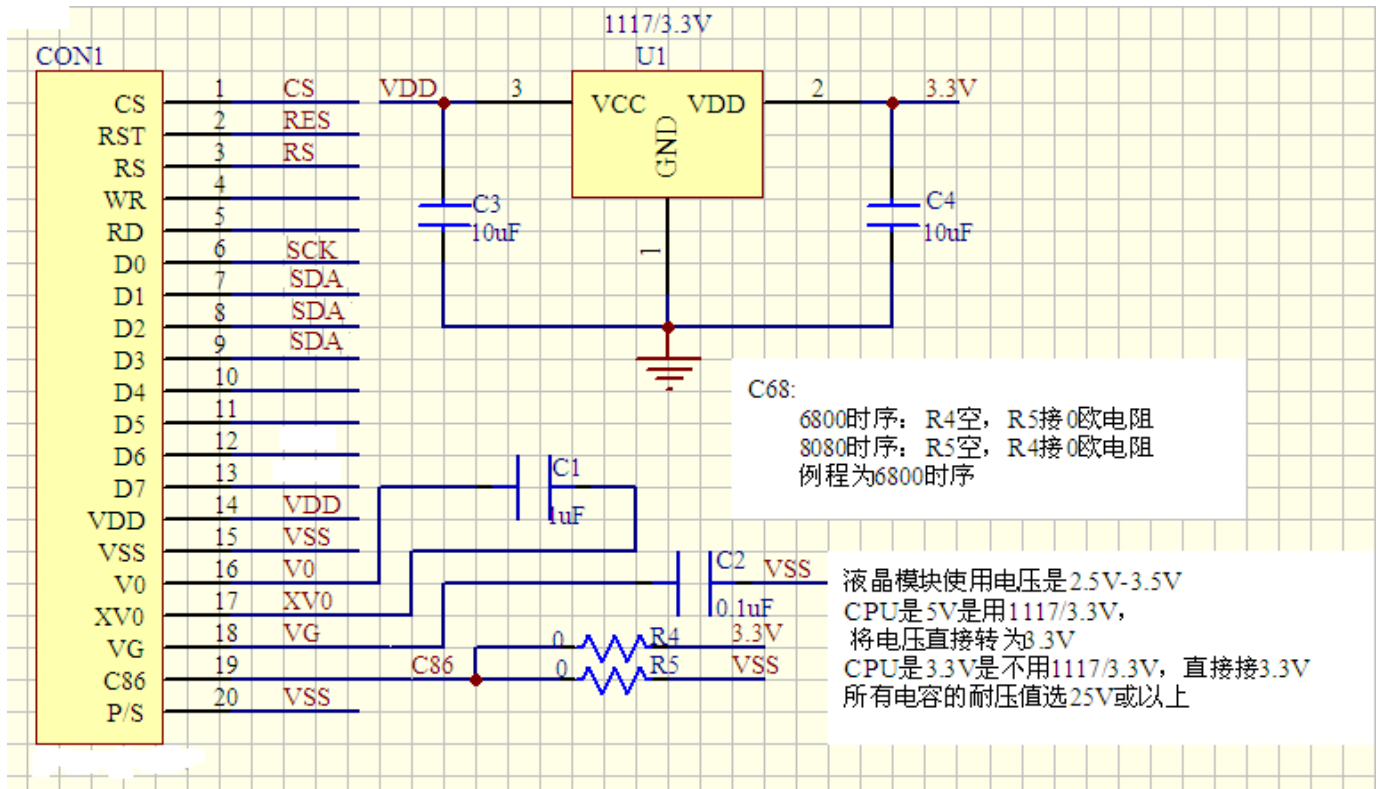 1117/3.3V
CON1
U1
CS 1 CS
RST 2 RES
RS 3 RS
WR 4
RD 5
D0 6 SCK
D1 7 SDA
D2 8 SDA
D3 9 SDA
D4 10
D5 11
D6 12
D7 13
VDD 14 VDD
VSS 15 VSS
V0 16 V0
XV0 17 XV0
VG 18 VG
C86 19 C86
P/S 20 VSS
VDD 3 VCC VDD 2 3.3V
GND
1
C3
10uF
C4
10uF
C1
1uF
C2 VSS
0.1uF
0 R4 3.3V
0 R5 VSS
C68:
6800时序：R4空，R5接0欧电阻
8080时序：R5空，R4接0欧电阻
例程为6800时序
液晶模块使用电压是2.5V-3.5V
CPU是5V是用1117/3.3V，
将电压直接转为3.3V
CPU是3.3V是不用1117/3.3V，直接接3.3V
所有电容的耐压值选25V或以上